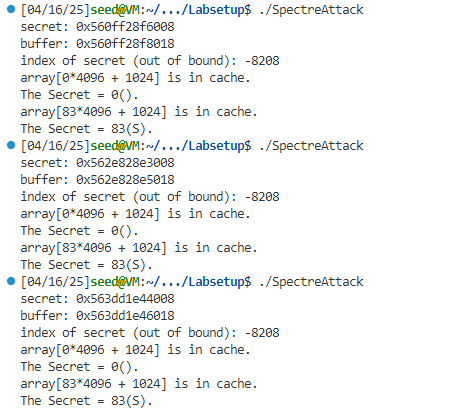 [04/16/25]seed@VM:~/.../Labsetup$ ./SpectreAttack
secret: 0x560ff28f6008
buffer: 0x560ff28f8018
index of secret (out of bound): -8208
array[0*4096 + 1024] is in cache.
The Secret = 0().
array[83*4096 + 1024] is in cache.
The Secret = 83(S).
[04/16/25]seed@VM:~/.../Labsetup$ ./SpectreAttack
secret: 0x562e828e3008
buffer: 0x562e828e5018
index of secret (out of bound): -8208
array[0*4096 + 1024] is in cache.
The Secret = 0().
array[83*4096 + 1024] is in cache.
The Secret = 83(S).
[04/16/25]seed@VM:~/.../Labsetup$ ./SpectreAttack
secret: 0x563dd1e44008
buffer: 0x563dd1e46018
index of secret (out of bound): -8208
array[0*4096 + 1024] is in cache.
The Secret = 0().
array[83*4096 + 1024] is in cache.
The Secret = 83(S).